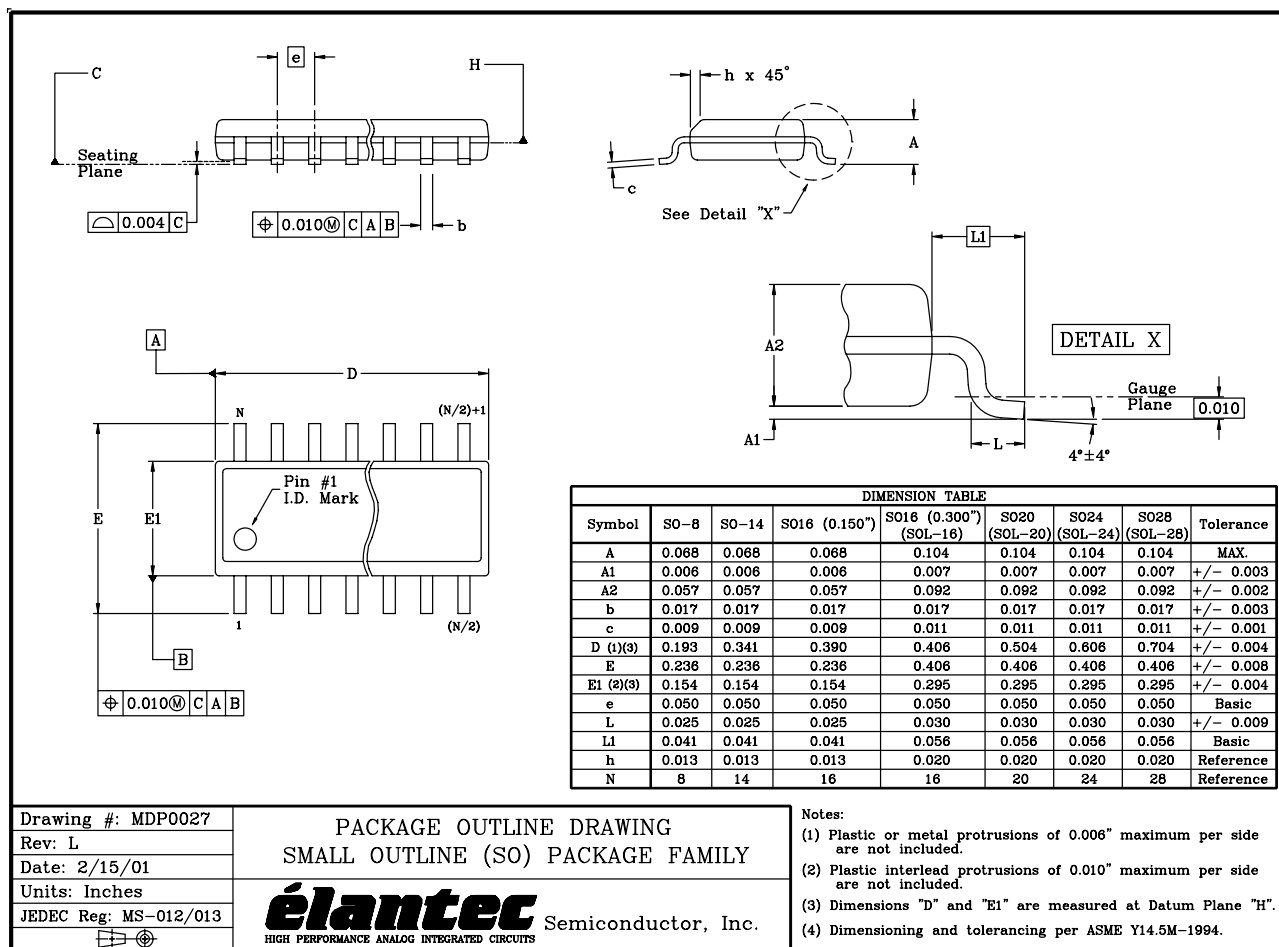 C
e
H
Seating
Plane
0.004 C
0.010Ⓜ C A B
b
h x 45°
A
c
See Detail "X"
L1
A2
DETAIL X
Gauge
Plane
0.010
A1
L
4°±4°
A
D
N
(N/2)+1
Pin #1
I.D. Mark
E
E1
1
(N/2)
B
0.010Ⓜ C A B
DIMENSION TABLE
Symbol SO-8 SO-14 SO16 (0.150") SO16 (0.300") (SOL-16) SO20 (SOL-20) SO24 (SOL-24) SO28 (SOL-28) Tolerance
A 0.068 0.068 0.068 0.104 0.104 0.104 0.104 MAX.
A1 0.006 0.006 0.006 0.007 0.007 0.007 0.007 +/- 0.003
A2 0.057 0.057 0.057 0.092 0.092 0.092 0.092 +/- 0.002
b 0.017 0.017 0.017 0.017 0.017 0.017 0.017 +/- 0.003
c 0.009 0.009 0.009 0.011 0.011 0.011 0.011 +/- 0.001
D (1)(3) 0.193 0.341 0.390 0.406 0.504 0.606 0.704 +/- 0.004
E 0.236 0.236 0.236 0.406 0.406 0.406 0.406 +/- 0.008
E1 (2)(3) 0.154 0.154 0.154 0.295 0.295 0.295 0.295 +/- 0.004
e 0.050 0.050 0.050 0.050 0.050 0.050 0.050 Basic
L 0.025 0.025 0.025 0.030 0.030 0.030 0.030 +/- 0.009
L1 0.041 0.041 0.041 0.056 0.056 0.056 0.056 Basic
h 0.013 0.013 0.013 0.020 0.020 0.020 0.020 Reference
N 8 14 16 16 20 24 28 Reference
Drawing #: MDP0027
Rev: L
Date: 2/15/01
Units: Inches
JEDEC Reg: MS-012/013
PACKAGE OUTLINE DRAWING
SMALL OUTLINE (SO) PACKAGE FAMILY
élantec Semiconductor, Inc.
HIGH PERFORMANCE ANALOG INTEGRATED CIRCUITS
Notes:
(1) Plastic or metal protrusions of 0.006" maximum per side
are not included.
(2) Plastic interlead protrusions of 0.010" maximum per side
are not included.
(3) Dimensions "D" and "E1" are measured at Datum Plane "H".
(4) Dimensioning and tolerancing per ASME Y14.5M-1994.